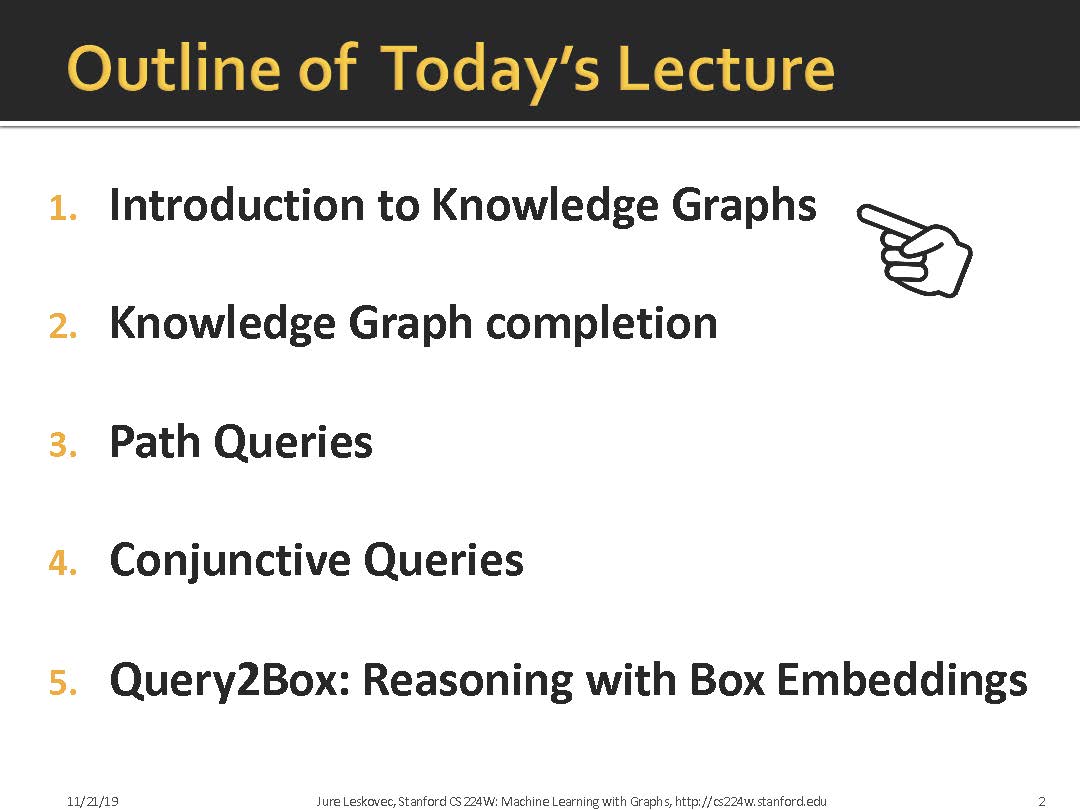 Outline of Today's Lecture
1. Introduction to Knowledge Graphs
2. Knowledge Graph completion
3. Path Queries
4. Conjunctive Queries
5. Query2Box: Reasoning with Box Embeddings
11/21/19 Jure Leskovec, Stanford CS224W: Machine Learning with Graphs, http://cs224w.stanford.edu 2